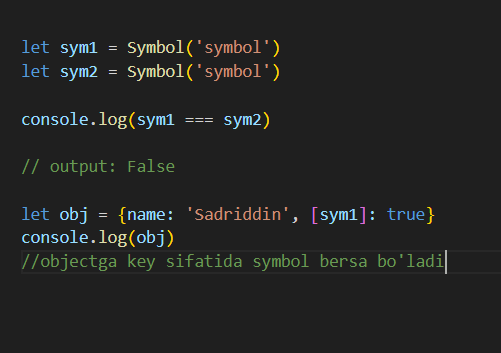 let sym1 = Symbol('symbol')
let sym2 = Symbol('symbol')
console.log(sym1 === sym2)
// output: False
let obj = {name: 'Sadriddin', [sym1]: true}
console.log(obj)
//objectga key sifatida symbol bersa bo'ladi